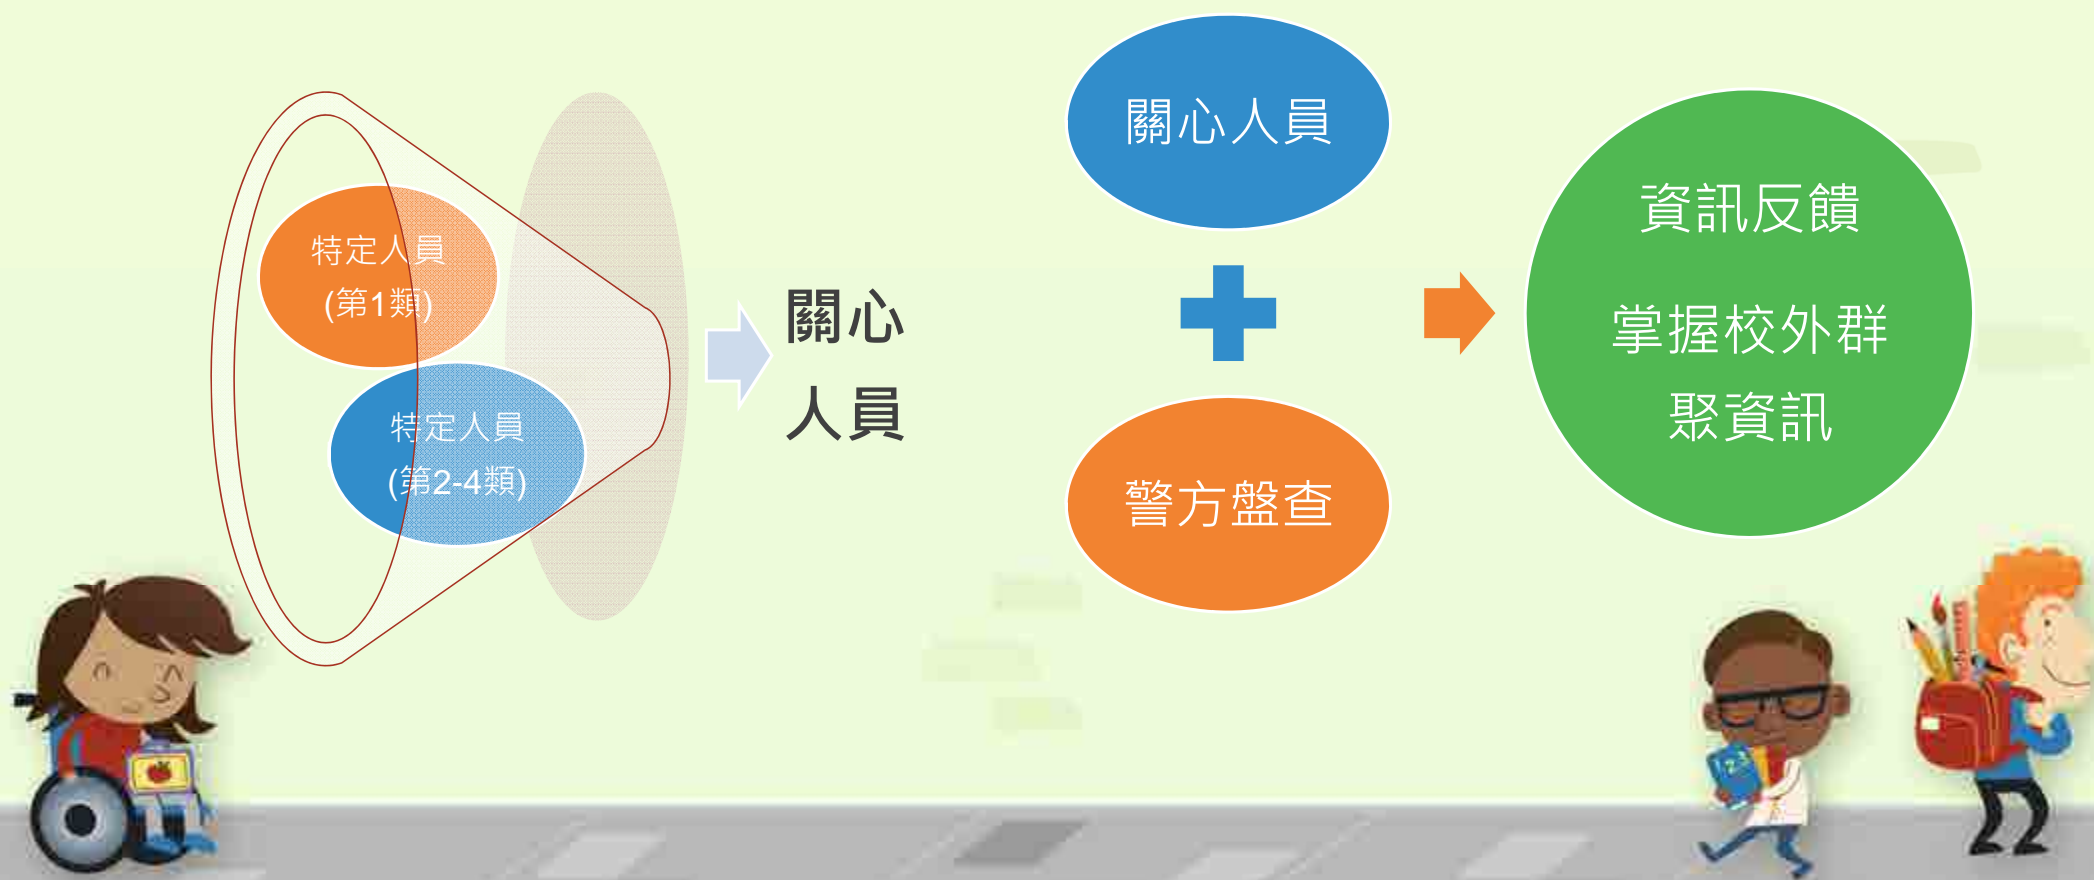 特定人員
(第1類)
特定人員
(第2-4類)
關心
人員
關心人員
警方盤查
資訊反饋
掌握校外群
聚資訊